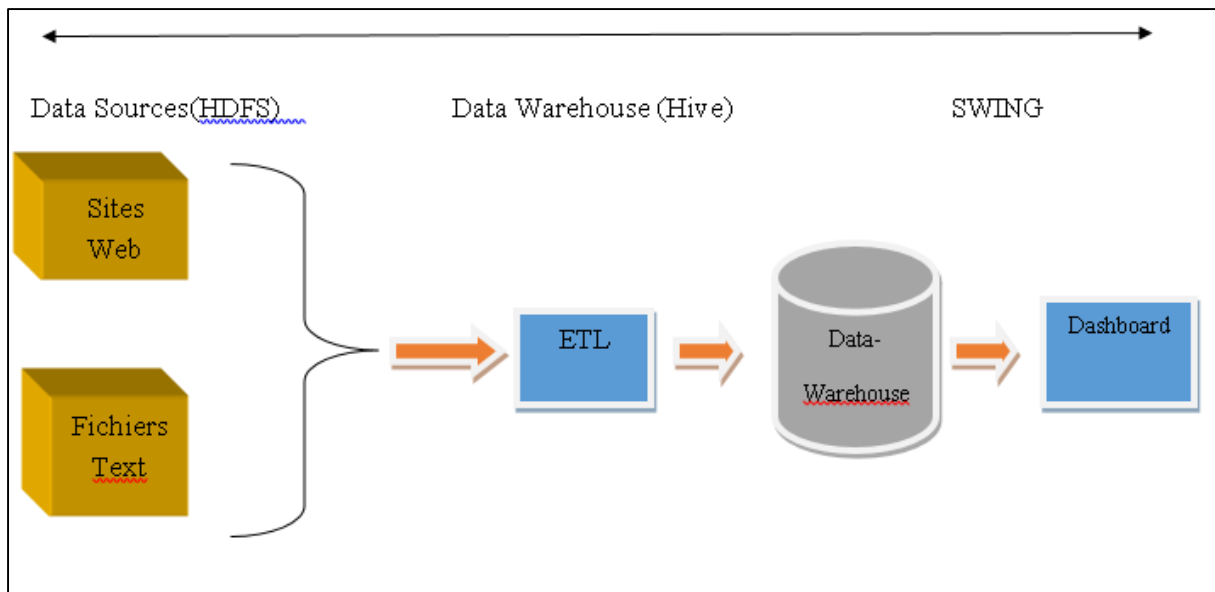 Data Sources(HDFS)
Data Warehouse (Hive)
SWING
Sites
Web
Fichiers
Text
ETL
Data-
Warehouse
Dashboard